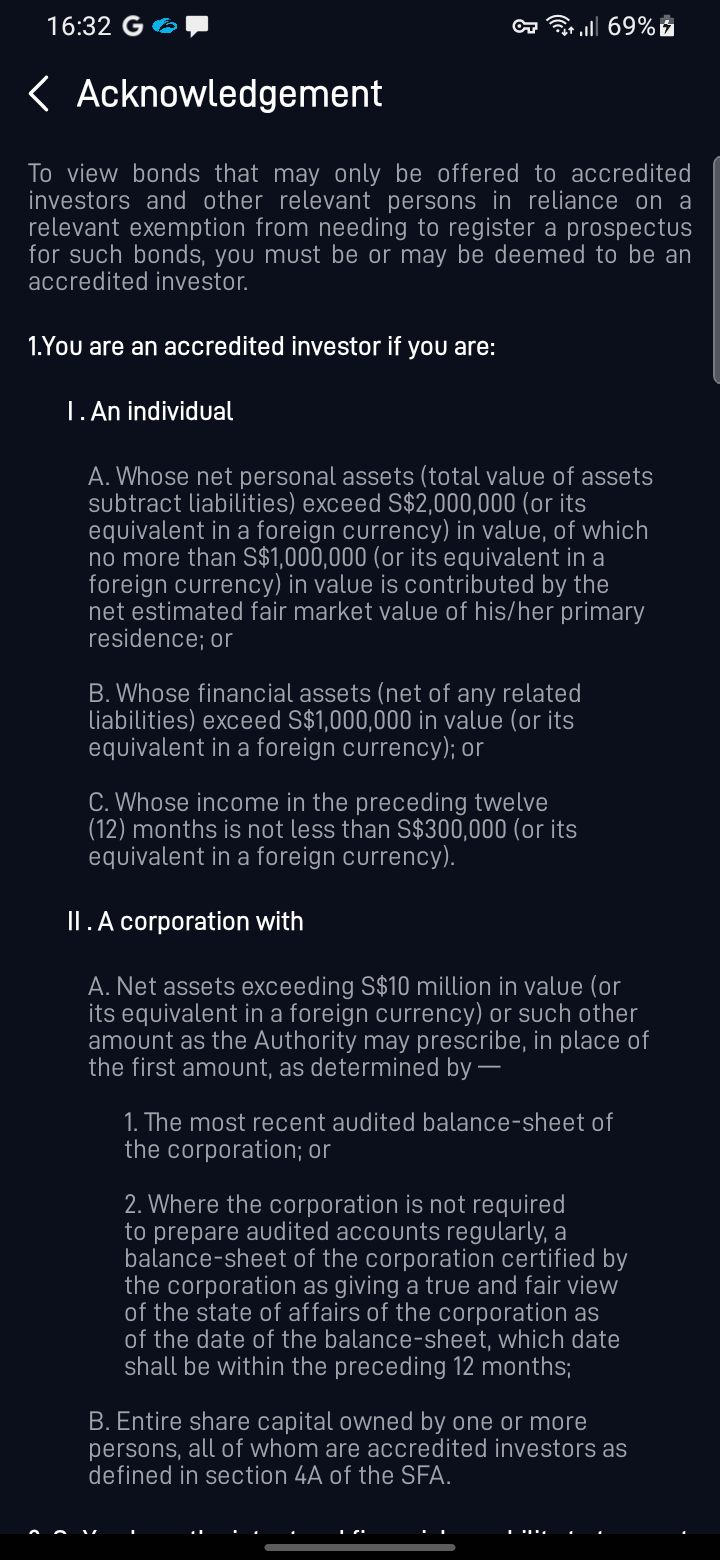 16:32 G
69%
Acknowledgement
To view bonds that may only be offered to accredited
investors and other relevant persons in reliance on a
relevant exemption from needing to register a prospectus
for such bonds, you must be or may be deemed to be an
accredited investor.
1.You are an accredited investor if you are:
I . An individual
A. Whose net personal assets (total value of assets
subtract liabilities) exceed S$2,000,000 (or its
equivalent in a foreign currency) in value, of which
no more than S$1,000,000 (or its equivalent in a
foreign currency) in value is contributed by the
net estimated fair market value of his/her primary
residence; or
B. Whose financial assets (net of any related
liabilities) exceed S$1,000,000 in value (or its
equivalent in a foreign currency); or
C. Whose income in the preceding twelve
(12) months is not less than S$300,000 (or its
equivalent in a foreign currency).
II . A corporation with
A. Net assets exceeding S$10 million in value (or
its equivalent in a foreign currency) or such other
amount as the Authority may prescribe, in place of
the first amount, as determined by —
1. The most recent audited balance-sheet of
the corporation; or
2. Where the corporation is not required
to prepare audited accounts regularly, a
balance-sheet of the corporation certified by
the corporation as giving a true and fair view
of the state of affairs of the corporation as
of the date of the balance-sheet, which date
shall be within the preceding 12 months;
B. Entire share capital owned by one or more
persons, all of whom are accredited investors as
defined in section 4A of the SFA.